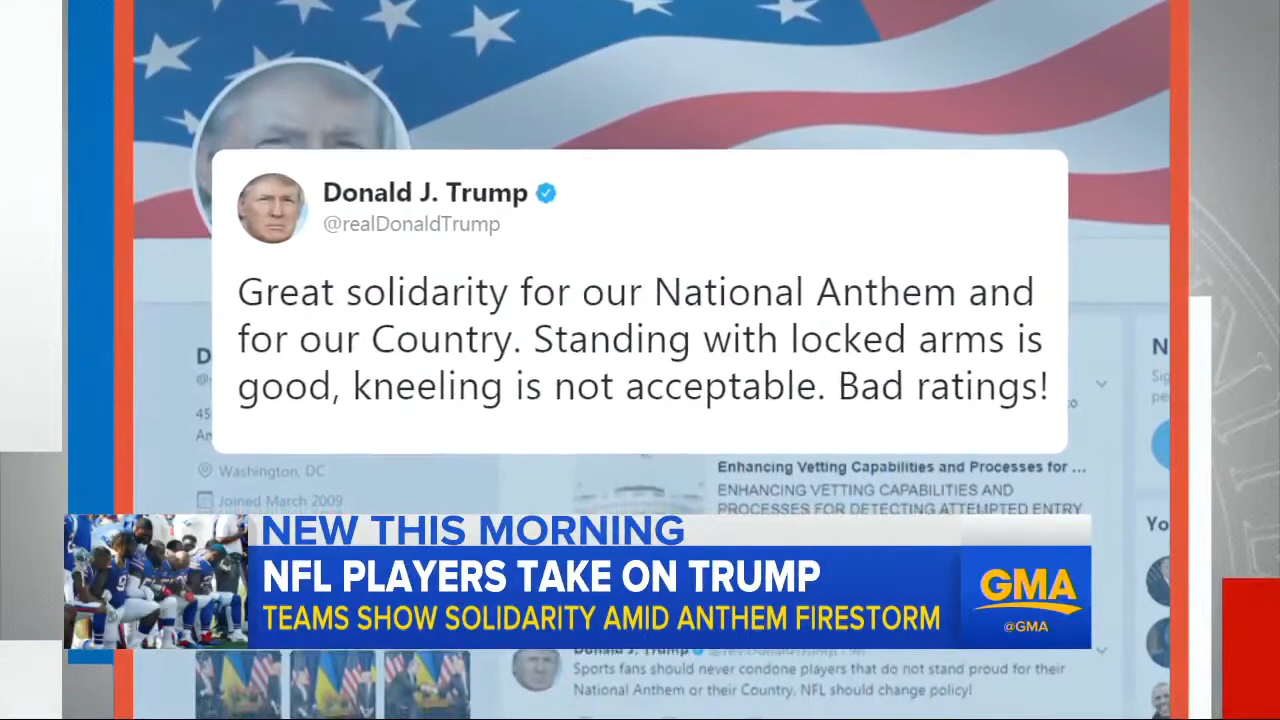 Donald J. Trump
@realDonaldTrump
Great solidarity for our National Anthem and
for our Country. Standing with locked arms is
good, kneeling is not acceptable. Bad ratings!
Washington, DC
Joined March 2009
Enhancing Vetting Capabilities and Processes for ...
ENHANCING VETTING CAPABILITIES AND
PROCESSES FOR DETECTING ATTEMPTED ENTRY
NEW THIS MORNING
NFL PLAYERS TAKE ON TRUMP
TEAMS SHOW SOLIDARITY AMID ANTHEM FIRESTORM
GMA
@GMA
Donald J. Trump
Sports fans should never condone players that do not stand proud for their
National Anthem or their Country. NFL should change policy!